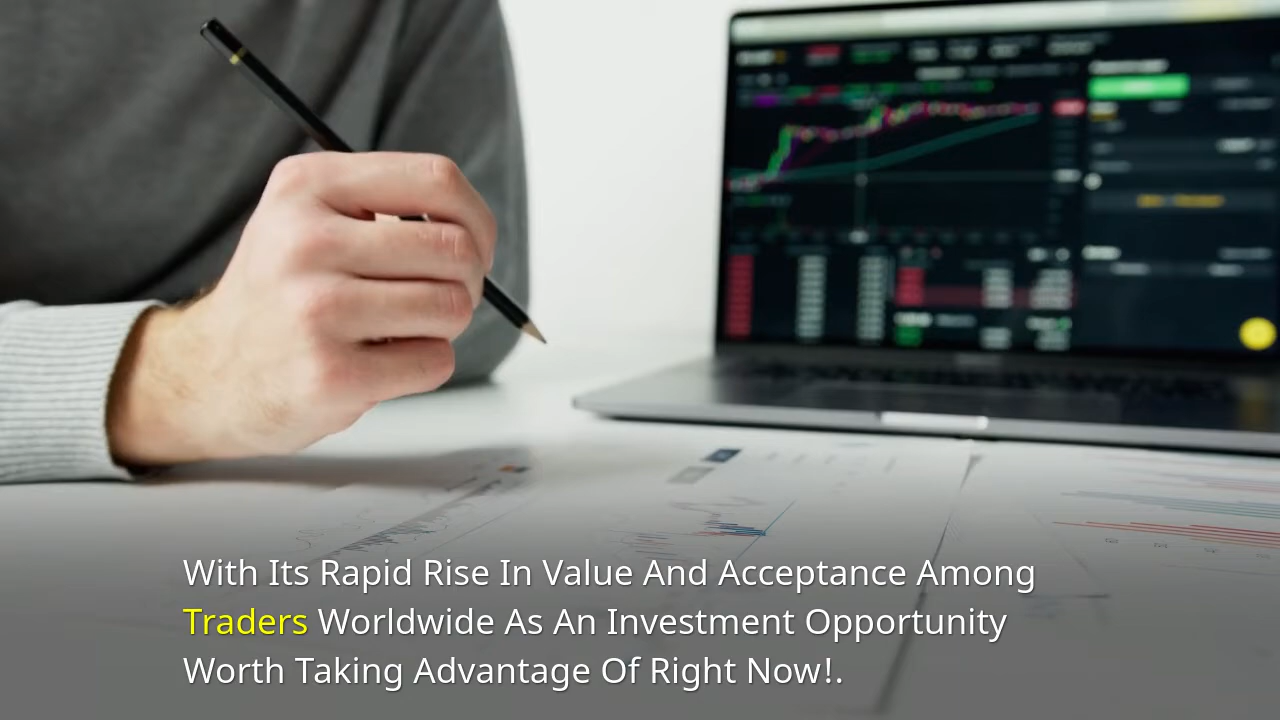 With Its Rapid Rise In Value And Acceptance Among
Traders Worldwide As An Investment Opportunity
Worth Taking Advantage Of Right Now!.